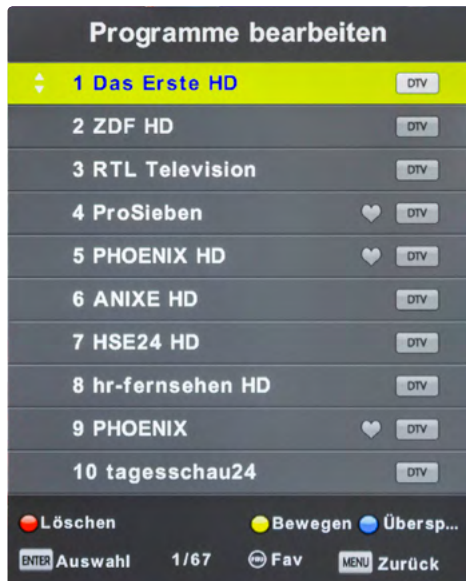 Programme bearbeiten
1 Das Erste HD DTV
2 ZDF HD DTV
3 RTL Television DTV
4 ProSieben DTV
5 PHOENIX HD DTV
6 ANIXE HD DTV
7 HSE24 HD DTV
8 hr-fernsehen HD DTV
9 PHOENIX DTV
10 tagesschau24 DTV
Löschen Bewegen Übersp...
ENTER Auswahl 1/67 FAV Fav MENU Zurück